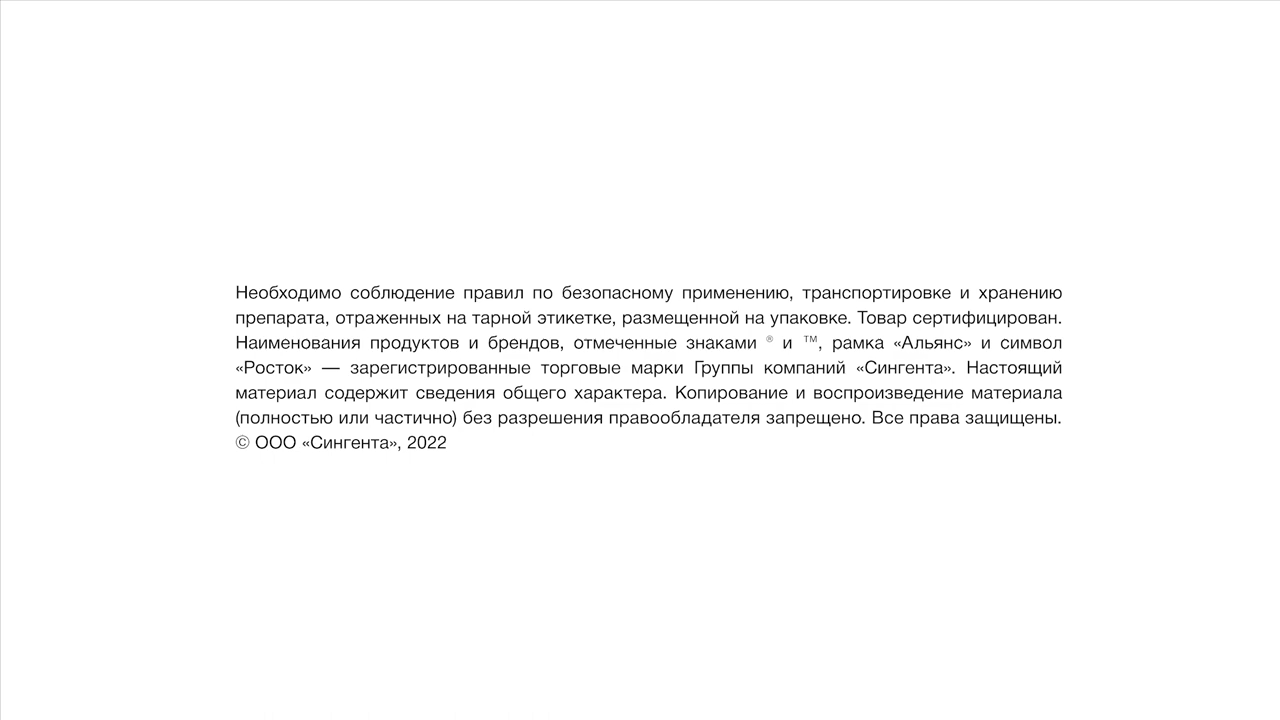 Необходимо соблюдение правил по безопасному применению, транспортировке и хранению
препарата, отраженных на тарной этикетке, размещенной на упаковке. Товар сертифицирован.
Наименования продуктов и брендов, отмеченные знаками ® и ™, рамка «Альянс» и символ
«Росток» — зарегистрированные торговые марки Группы компаний «Сингента». Настоящий
материал содержит сведения общего характера. Копирование и воспроизведение материала
(полностью или частично) без разрешения правообладателя запрещено. Все права защищены.
© ООО «Сингента», 2022